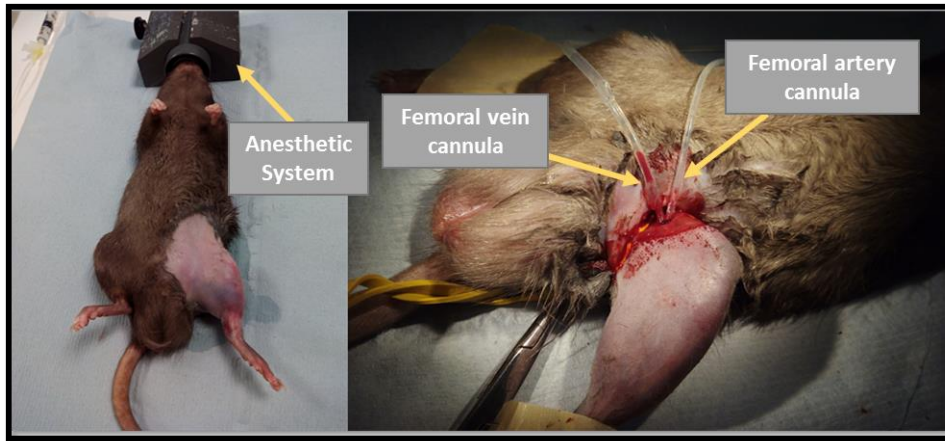 Anesthetic
System
Femoral vein
cannula
Femoral artery
cannula